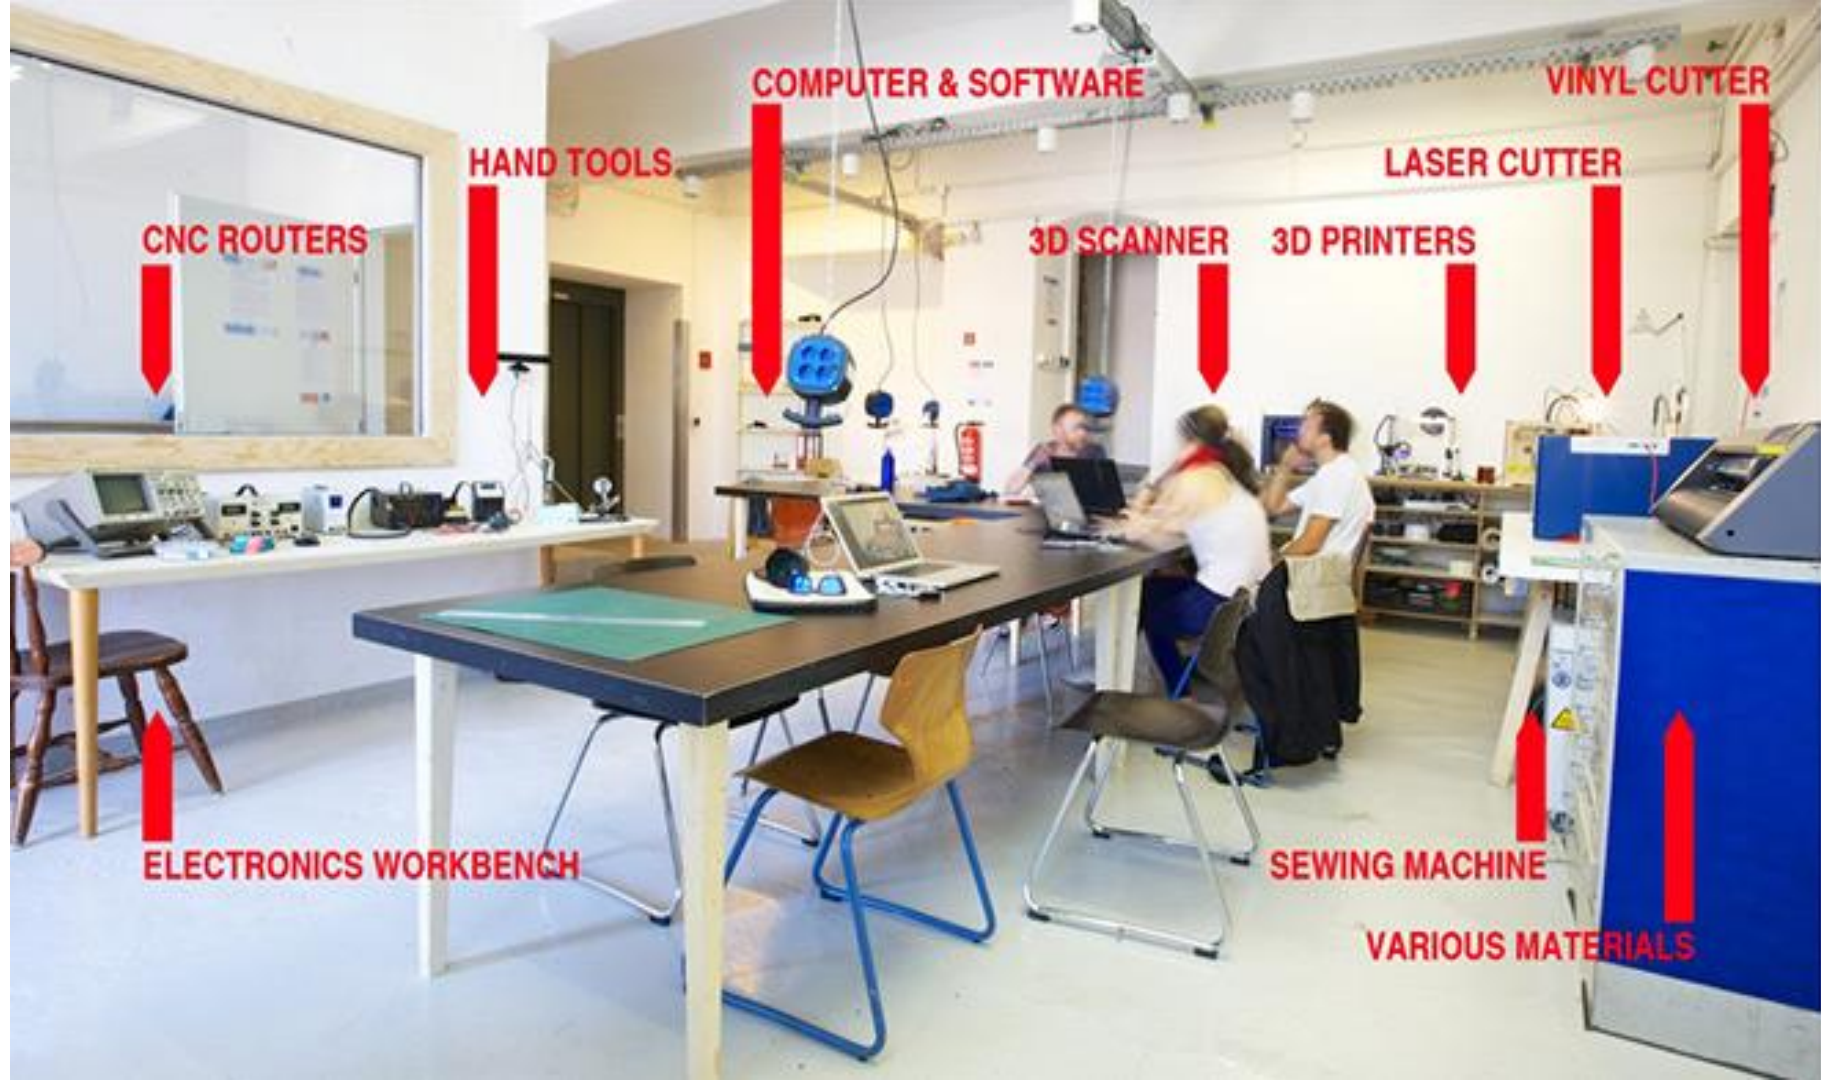 COMPUTER & SOFTWARE
VINYL CUTTER
HAND TOOLS
LASER CUTTER
CNC ROUTERS
3D SCANNER
3D PRINTERS
ELECTRONICS WORKBENCH
SEWING MACHINE
VARIOUS MATERIALS